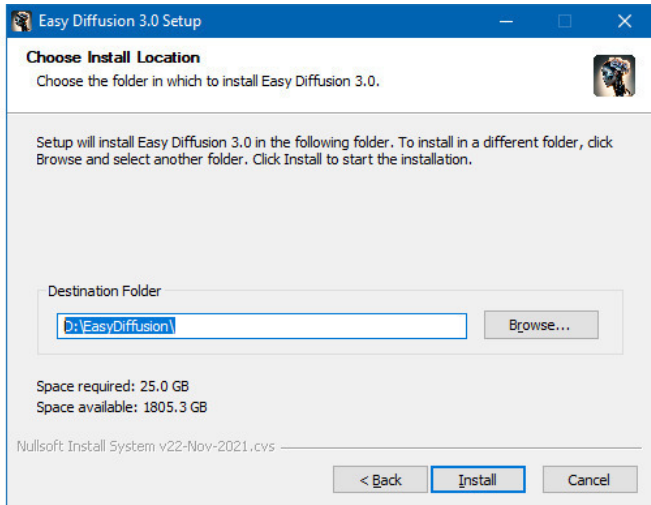 Easy Diffusion 3.0 Setup
Choose Install Location
Choose the folder in which to install Easy Diffusion 3.0.
Setup will install Easy Diffusion 3.0 in the following folder. To install in a different folder, click
Browse and select another folder. Click Install to start the installation.
Destination Folder
D:\EasyDiffusion\
Browse...
Space required: 25.0 GB
Space available: 1805.3 GB
Nullsoft Install System v22-Nov-2021.cvs
< Back
Install
Cancel